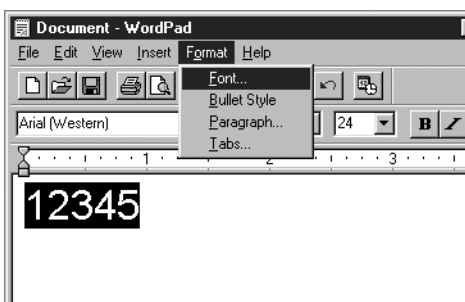 Document - WordPad
File Edit View Insert Format Help
Font...
Bullet Style
Paragraph...
Tabs...
Arial (Western) 24 B I
1 2 3
12345